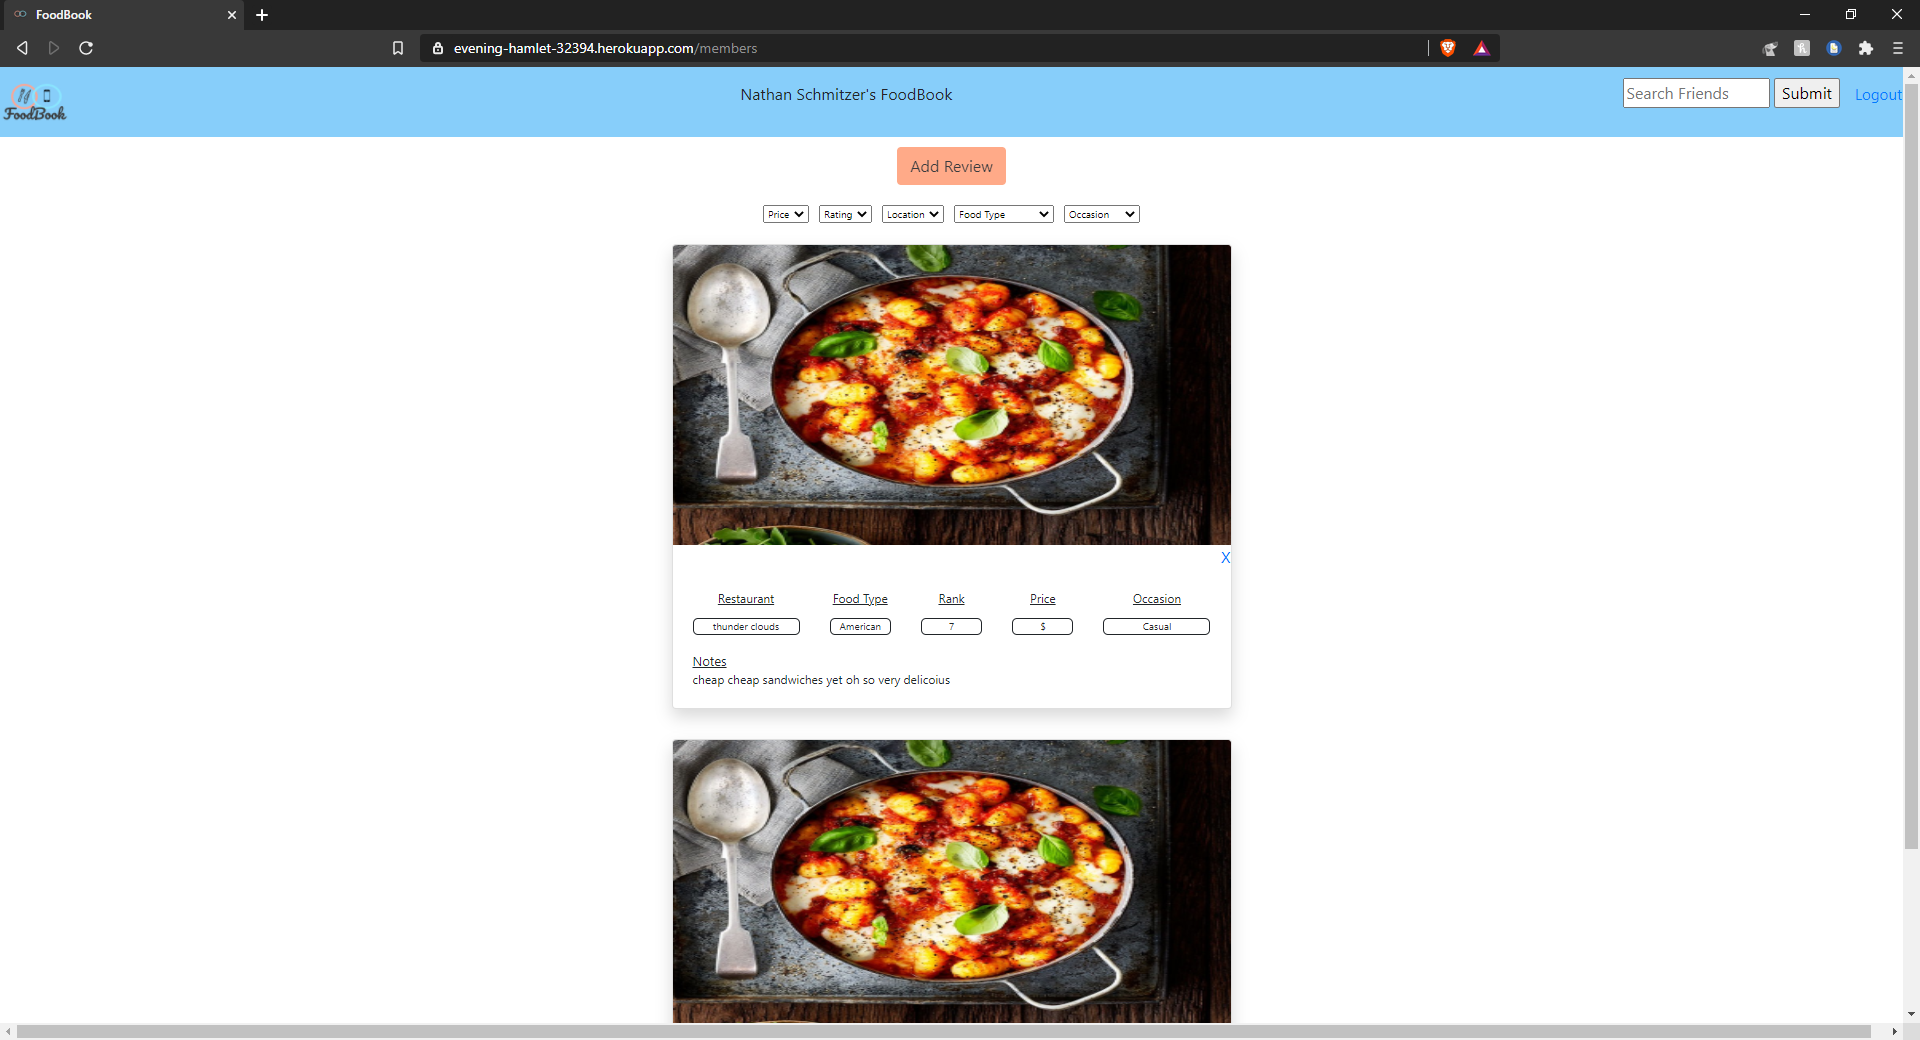 FoodBook
evening-hamlet-32394.herokuapp.com/members
FoodBook
Nathan Schmitzer's FoodBook
Search Friends
Submit
Logout
Add Review
Price
Rating
Location
Food Type
Occasion
X
Restaurant
Food Type
Rank
Price
Occasion
thunder clouds
American
7
$
Casual
Notes
cheap cheap sandwiches yet oh so very delicoius